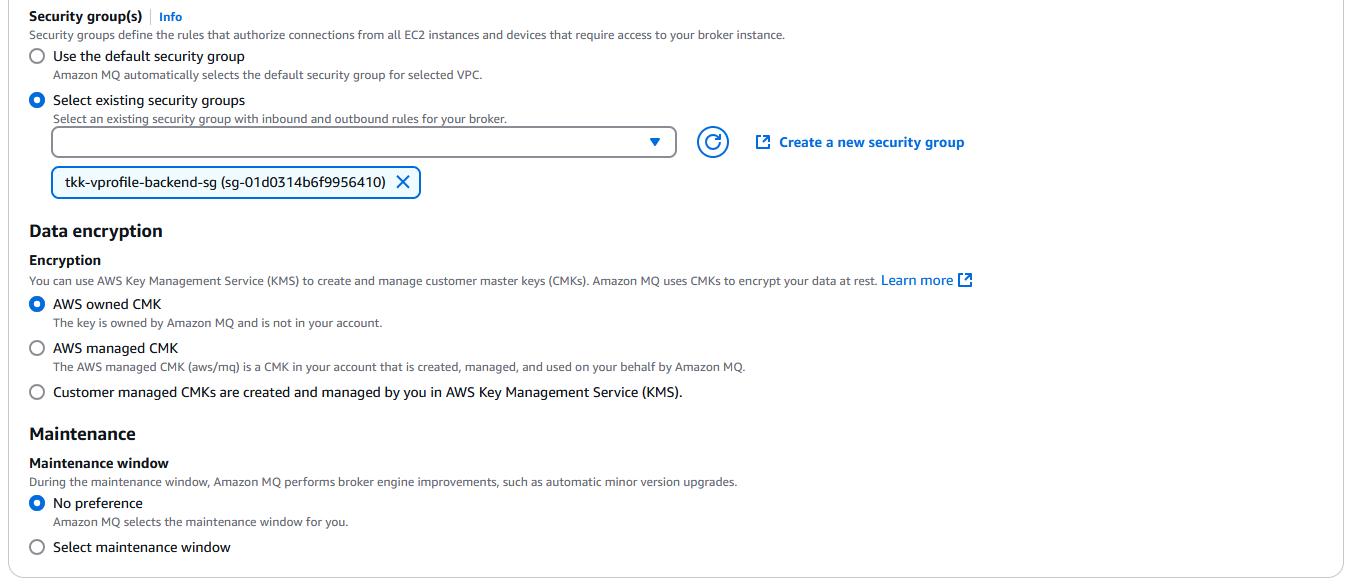 Security group(s) Info
Security groups define the rules that authorize connections from all EC2 instances and devices that require access to your broker instance.
Use the default security group
Amazon MQ automatically selects the default security group for selected VPC.
Select existing security groups
Select an existing security group with inbound and outbound rules for your broker.
Create a new security group
tkk-vprofile-backend-sg (sg-01d0314b6f9956410)
Data encryption
Encryption
You can use AWS Key Management Service (KMS) to create and manage customer master keys (CMKs). Amazon MQ uses CMKs to encrypt your data at rest. Learn more
AWS owned CMK
The key is owned by Amazon MQ and is not in your account.
AWS managed CMK
The AWS managed CMK (aws/mq) is a CMK in your account that is created, managed, and used on your behalf by Amazon MQ.
Customer managed CMKs are created and managed by you in AWS Key Management Service (KMS).
Maintenance
Maintenance window
During the maintenance window, Amazon MQ performs broker engine improvements, such as automatic minor version upgrades.
No preference
Amazon MQ selects the maintenance window for you.
Select maintenance window